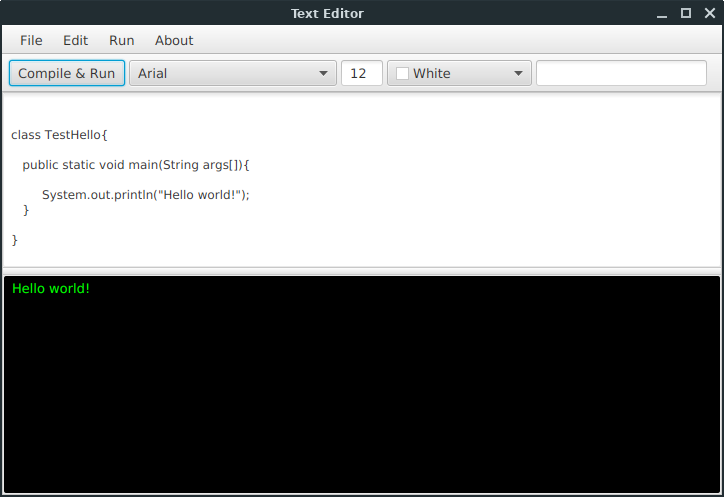 Text Editor
File Edit Run About
Compile & Run Arial 12 White
class TestHello{
public static void main(String args[]){
System.out.println("Hello world!");
}
}
Hello world!